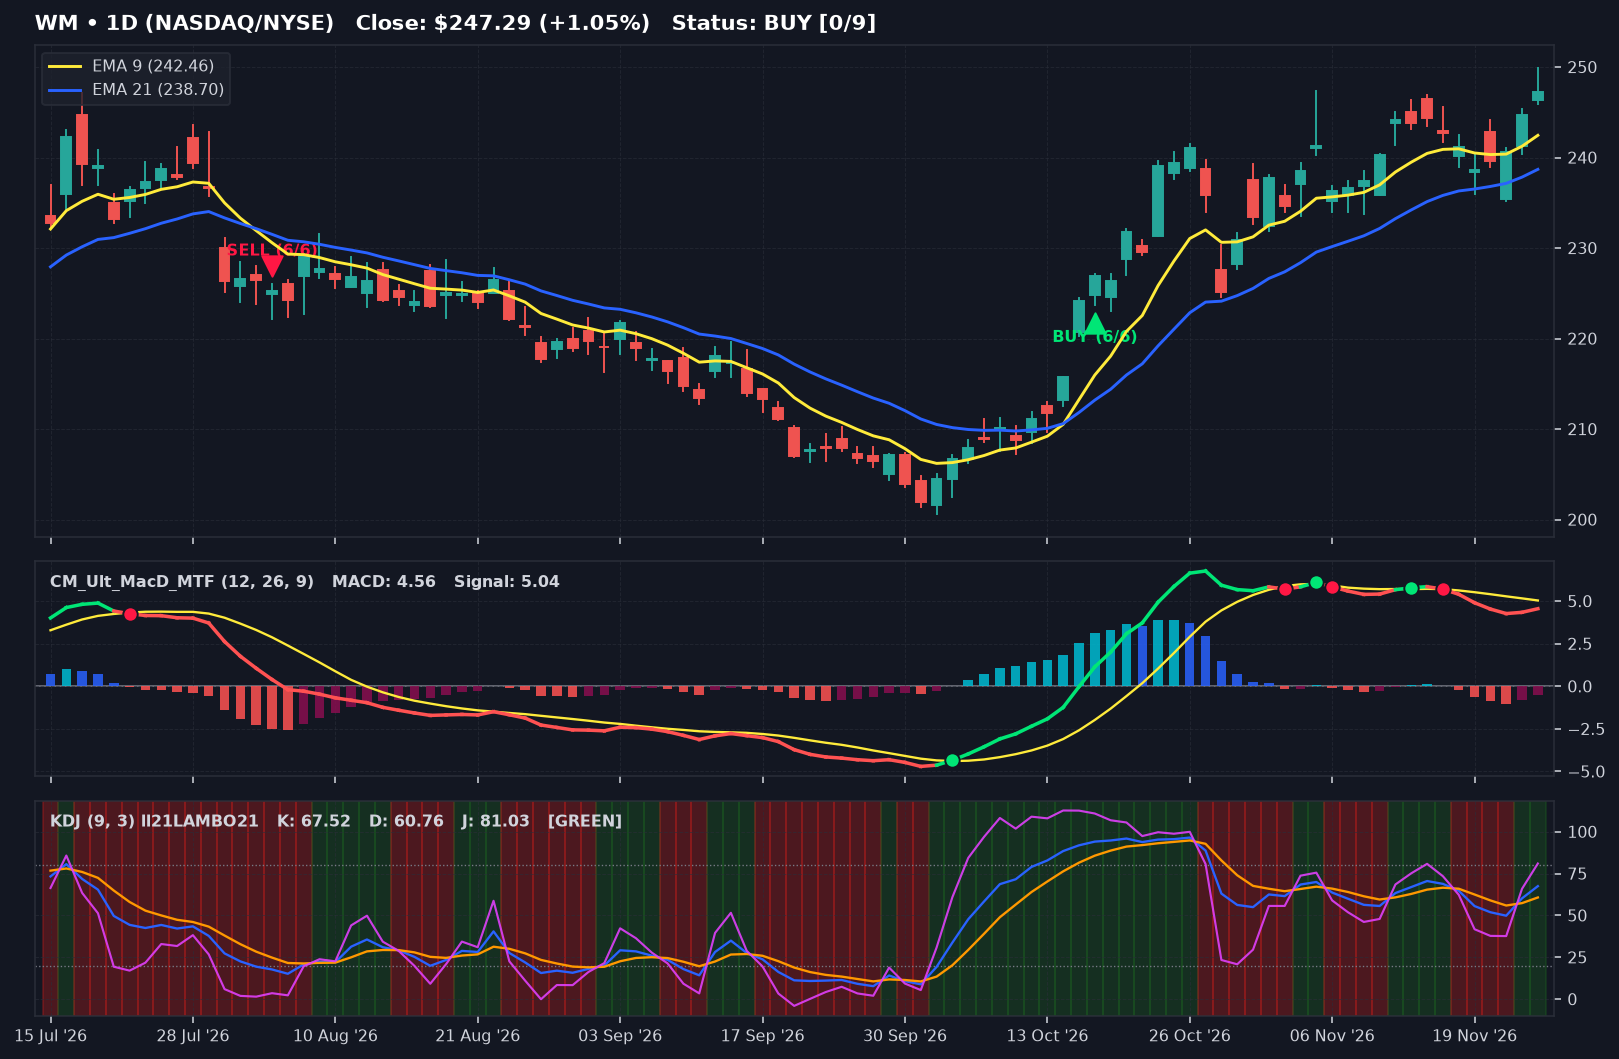 WM • 1D (NASDAQ/NYSE)   Close: $247.29 (+1.05%)   Status: BUY [0/9]
EMA 9 (242.46)
EMA 21 (238.70)
250
240
230
220
210
200
SELL (6/6)
BUY (6/6)
CM_Ult_MacD_MTF (12, 26, 9)   MACD: 4.56   Signal: 5.04
5.0
2.5
0.0
−2.5
−5.0
KDJ (9, 3) II21LAMBO21   K: 67.52   D: 60.76   J: 81.03   [GREEN]
100
75
50
25
0
15 Jul '26   28 Jul '26   10 Aug '26   21 Aug '26   03 Sep '26   17 Sep '26   30 Sep '26   13 Oct '26   26 Oct '26   06 Nov '26   19 Nov '26